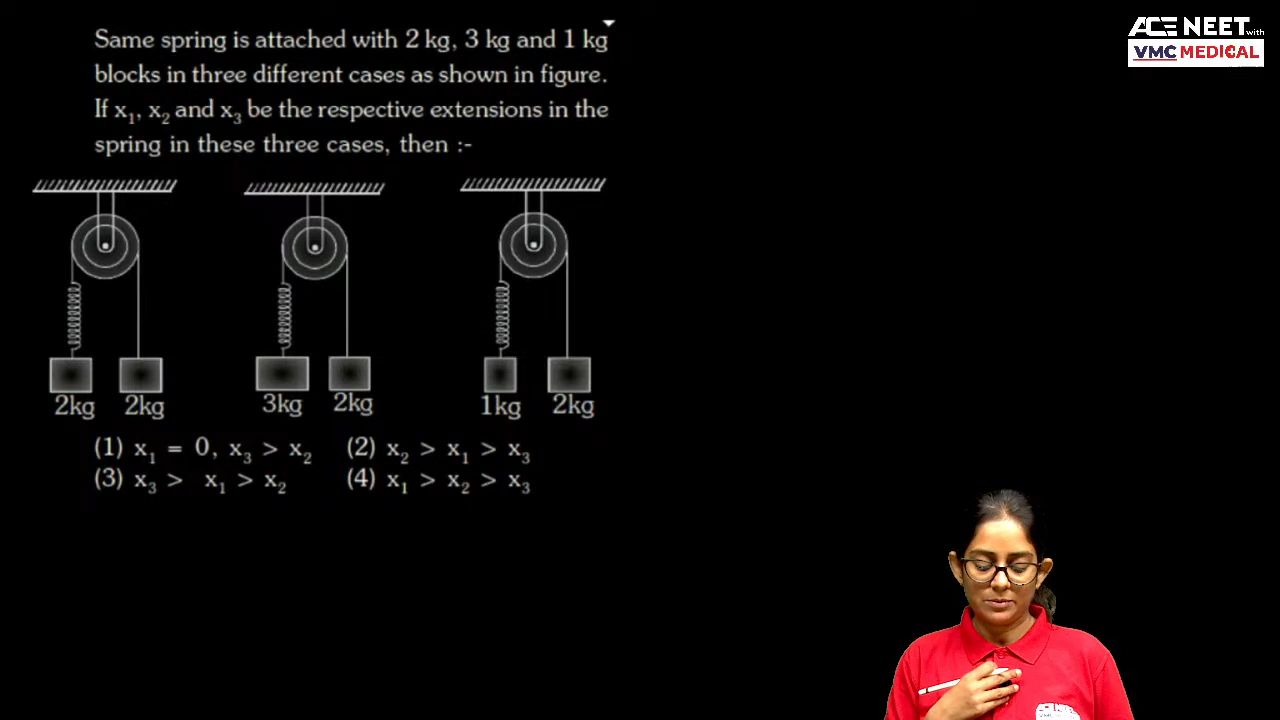 Same spring is attached with 2 kg, 3 kg and 1 kg
blocks in three different cases as shown in figure.
If x₁, x₂ and x₃ be the respective extensions in the
spring in these three cases, then :-
2kg 2kg 3kg 2kg 1kg 2kg
(1) x₁ = 0, x₃ > x₂ (2) x₂ > x₁ > x₃
(3) x₃ > x₁ > x₂ (4) x₁ > x₂ > x₃
ACE NEET with
VMC MEDICAL
ACE NEET